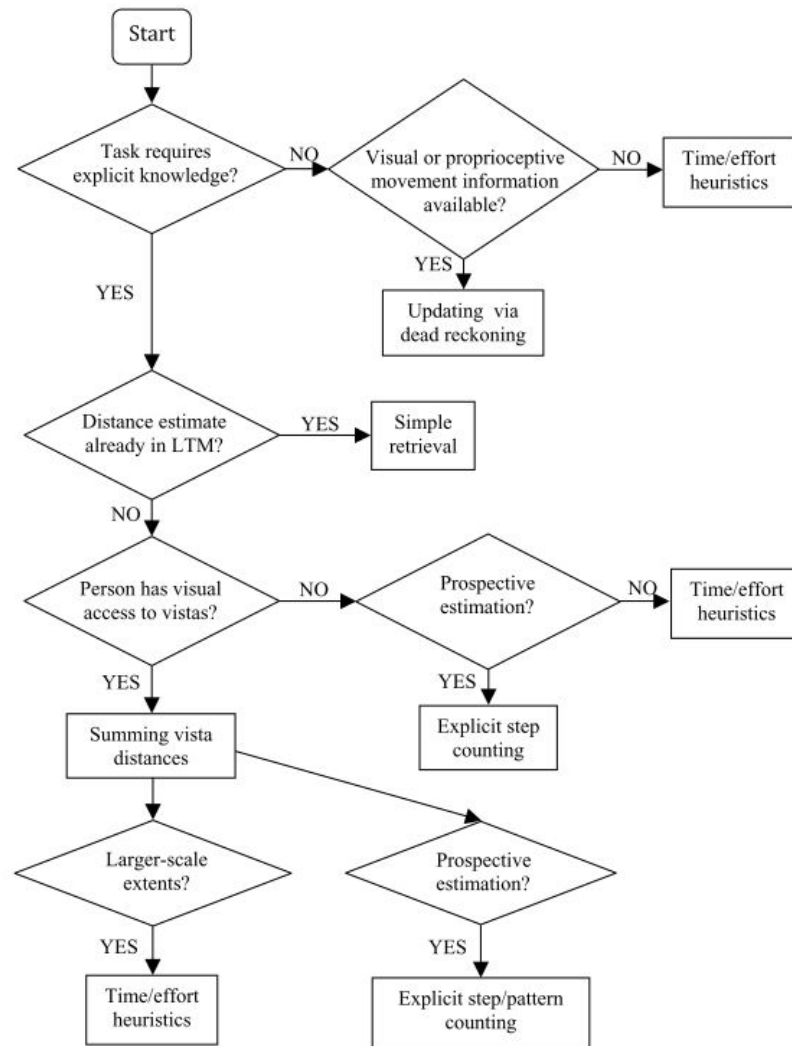 Start
Task requires
explicit knowledge?
NO
Visual or proprioceptive
movement information
available?
NO
Time/effort
heuristics
YES
YES
Updating via
dead reckoning
Distance estimate
already in LTM?
YES
Simple
retrieval
NO
Person has visual
access to vistas?
NO
Prospective
estimation?
NO
Time/effort
heuristics
YES
YES
Summing vista
distances
Explicit step
counting
Larger-scale
extents?
Prospective
estimation?
YES
YES
Time/effort
heuristics
Explicit step/pattern
counting